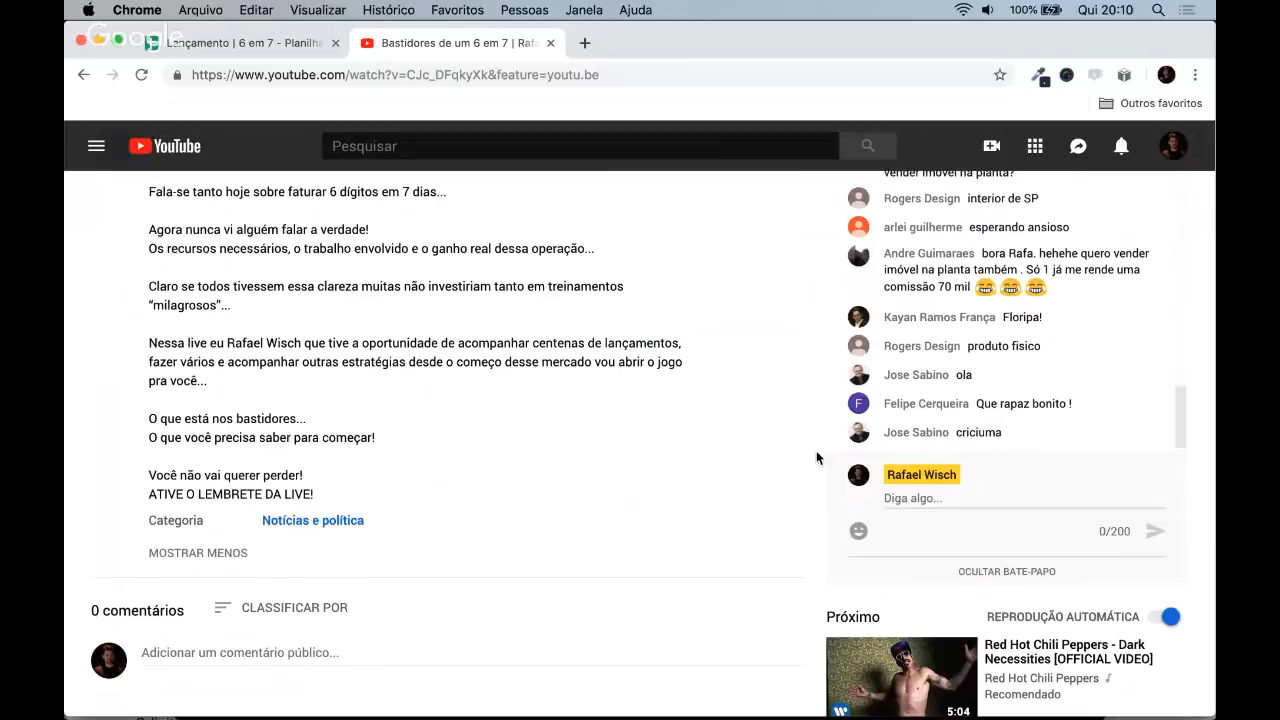 Chrome Arquivo Editar Visualizar Histórico Favoritos Pessoas Janela Ajuda 100% Qui 20:10
Google
Lançamento | 6 em 7 - Planilha
Bastidores de um 6 em 7 | Rafa
https://www.youtube.com/watch?v=CJc_DFqkyXk&feature=youtu.be
Outros favoritos
YouTube
Pesquisar
Fala-se tanto hoje sobre faturar 6 dígitos em 7 dias...
Agora nunca vi alguém falar a verdade!
Os recursos necessários, o trabalho envolvido e o ganho real dessa operação...
Claro se todos tivessem essa clareza muitas não investiriam tanto em treinamentos
“milagrosos”...
Nessa live eu Rafael Wisch que tive a oportunidade de acompanhar centenas de lançamentos,
fazer vários e acompanhar outras estratégias desde o começo desse mercado vou abrir o jogo
pra você...
O que está nos bastidores...
O que você precisa saber para começar!
Você não vai querer perder!
ATIVE O LEMBRETE DA LIVE!
Categoria Notícias e política
MOSTRAR MENOS
0 comentários CLASSIFICAR POR
Adicionar um comentário público...
vender imóvel na planta?
Rogers Design interior de SP
arlei guilherme esperando ansioso
Andre Guimaraes bora Rafa. hehehe quero vender
imóvel na planta também . Só 1 já me rende uma
comissão 70 mil 😂 😂 😂
Kayan Ramos França Floripa!
Rogers Design produto fisico
Jose Sabino ola
F Felipe Cerqueira Que rapaz bonito !
Jose Sabino criciuma
Rafael Wisch
Diga algo...
0/200
OCULTAR BATE-PAPO
Próximo REPRODUÇÃO AUTOMÁTICA
Red Hot Chili Peppers - Dark
Necessities [OFFICIAL VIDEO]
Red Hot Chili Peppers
Recomendado
5:04